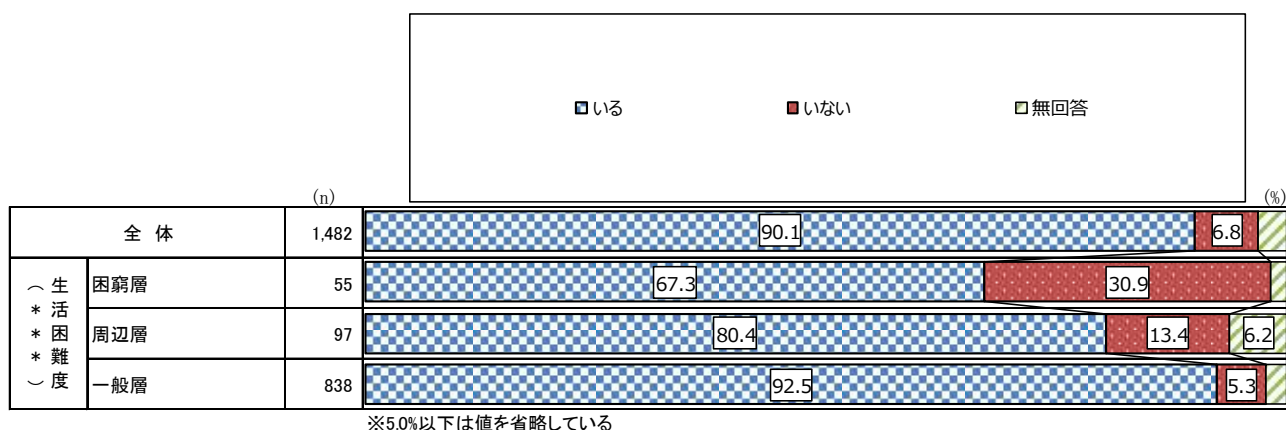 いる いない 無回答
(n) (%)
全 体 1,482 90.1 6.8
生活困難度
(****)
困窮層 55 67.3 30.9
周辺層 97 80.4 13.4 6.2
一般層 838 92.5 5.3
※5.0%以下は値を省略している